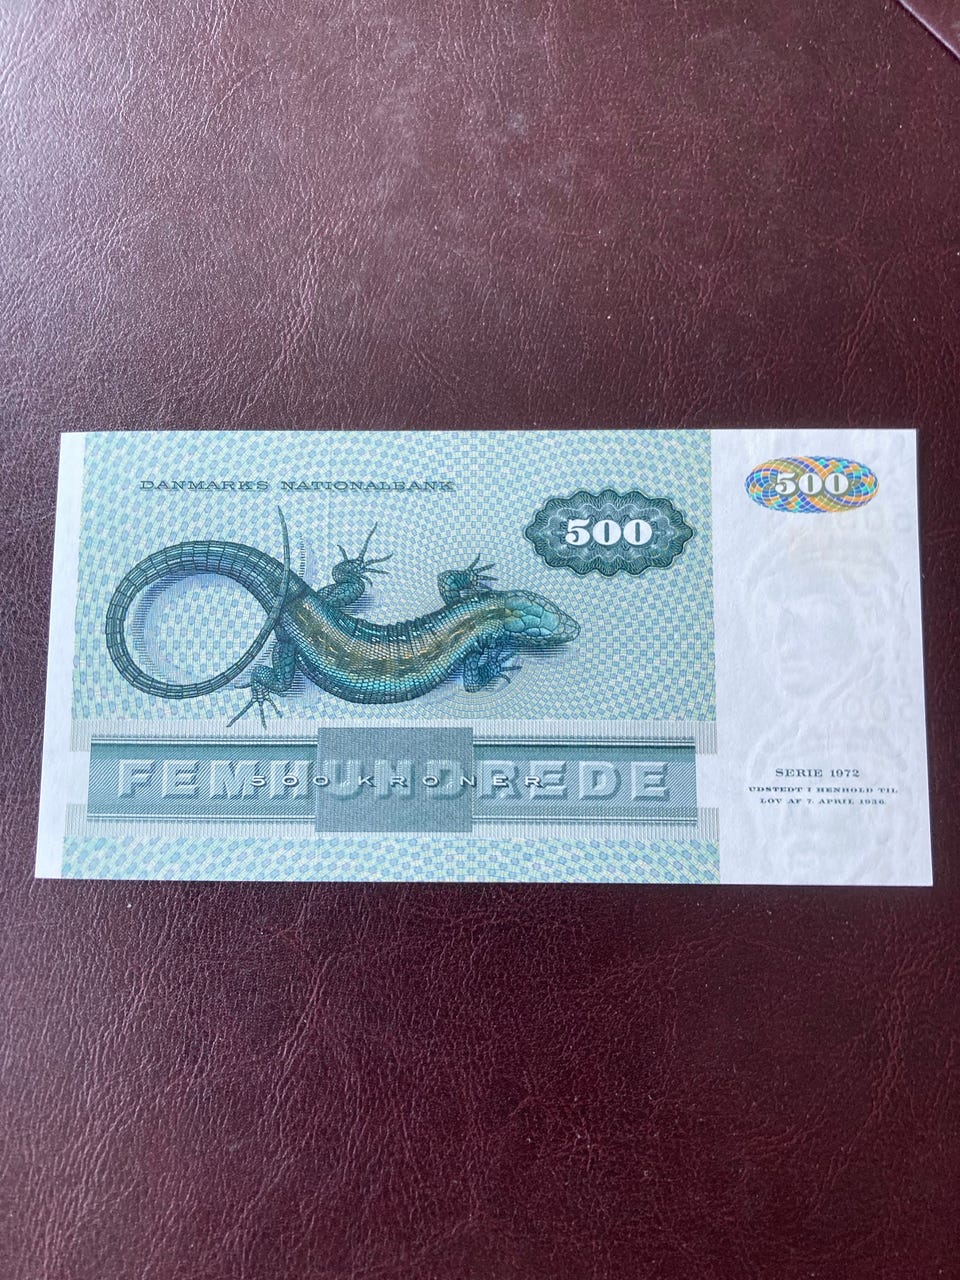 DANMARKS NATIONALBANK
500
500
FEMHUNDREDE
500 KRONER
SERIE 1972
UDSTEDT I HENHOLD TIL
LOV AF 7. APRIL 1936.